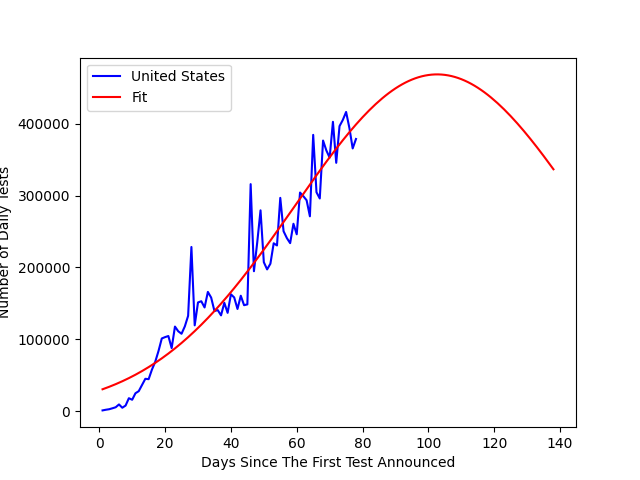 United States
Fit
400000
300000
200000
100000
0
Number of Daily Tests
0 20 40 60 80 100 120 140
Days Since The First Test Announced